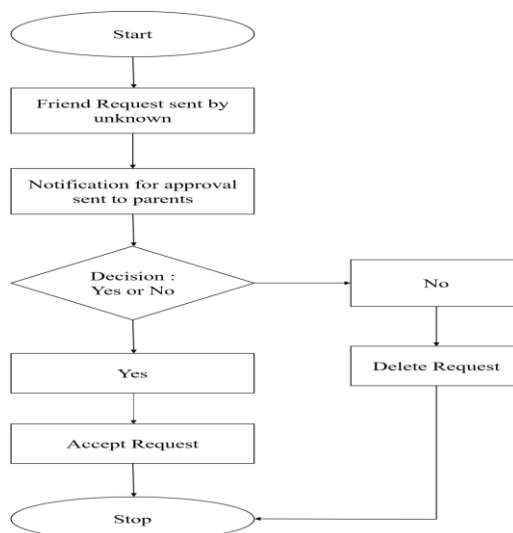 Start
Friend Request sent by
unknown
Notification for approval
sent to parents
Decision :
Yes or No
No
Yes
Delete Request
Accept Request
Stop